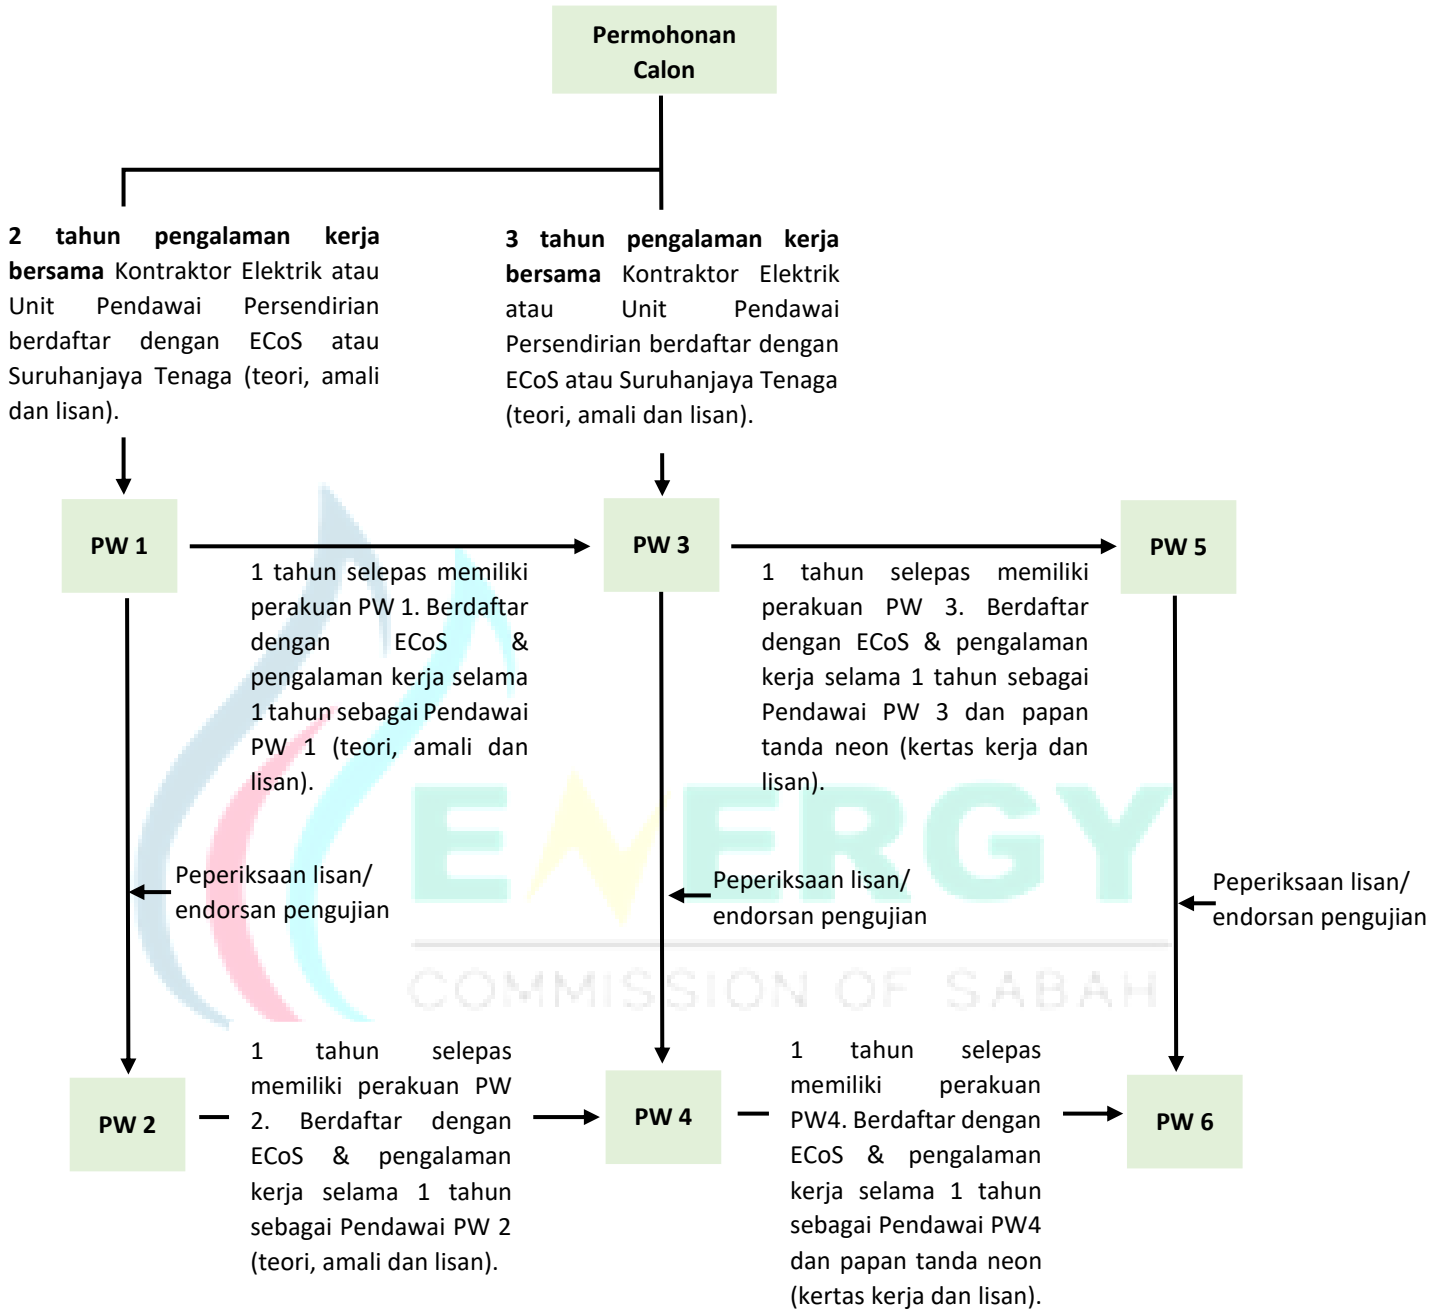 Permohonan
Calon
2 tahun pengalaman kerja
bersama Kontraktor Elektrik atau
Unit Pendawai Persendirian
berdaftar dengan ECoS atau
Suruhanjaya Tenaga (teori, amali
dan lisan).
3 tahun pengalaman kerja
bersama Kontraktor Elektrik
atau Unit Pendawai
Persendirian berdaftar dengan
ECoS atau Suruhanjaya Tenaga
(teori, amali dan lisan).
PW 1
PW 3
PW 5
1 tahun selepas memiliki
perakuan PW 1. Berdaftar
dengan ECoS &
pengalaman kerja selama
1 tahun sebagai Pendawai
PW 1 (teori, amali dan
lisan).
1 tahun selepas memiliki
perakuan PW 3. Berdaftar
dengan ECoS & pengalaman
kerja selama 1 tahun sebagai
Pendawai PW 3 dan papan
tanda neon (kertas kerja dan
lisan).
ENERGY
COMMISSION OF SABAH
Peperiksaan lisan/
endorsan pengujian
Peperiksaan lisan/
endorsan pengujian
Peperiksaan lisan/
endorsan pengujian
PW 2
1 tahun selepas
memiliki perakuan PW
2. Berdaftar dengan
ECoS & pengalaman
kerja selama 1 tahun
sebagai Pendawai PW 2
(teori, amali dan lisan).
PW 4
1 tahun selepas
memiliki perakuan
PW4. Berdaftar dengan
ECoS & pengalaman
kerja selama 1 tahun
sebagai Pendawai PW4
dan papan tanda neon
(kertas kerja dan lisan).
PW 6